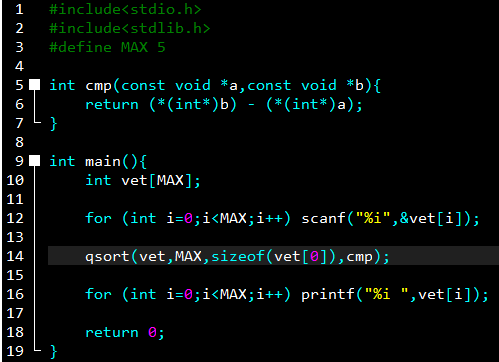 1 #include<stdio.h>
2 #include<stdlib.h>
3 #define MAX 5
4
5 int cmp(const void *a,const void *b){
6     return (*(int*)b) - (*(int*)a);
7 }
8
9 int main(){
10     int vet[MAX];
11
12     for (int i=0;i<MAX;i++) scanf("%i",&vet[i]);
13
14     qsort(vet,MAX,sizeof(vet[0]),cmp);
15
16     for (int i=0;i<MAX;i++) printf("%i ",vet[i]);
17
18     return 0;
19 }